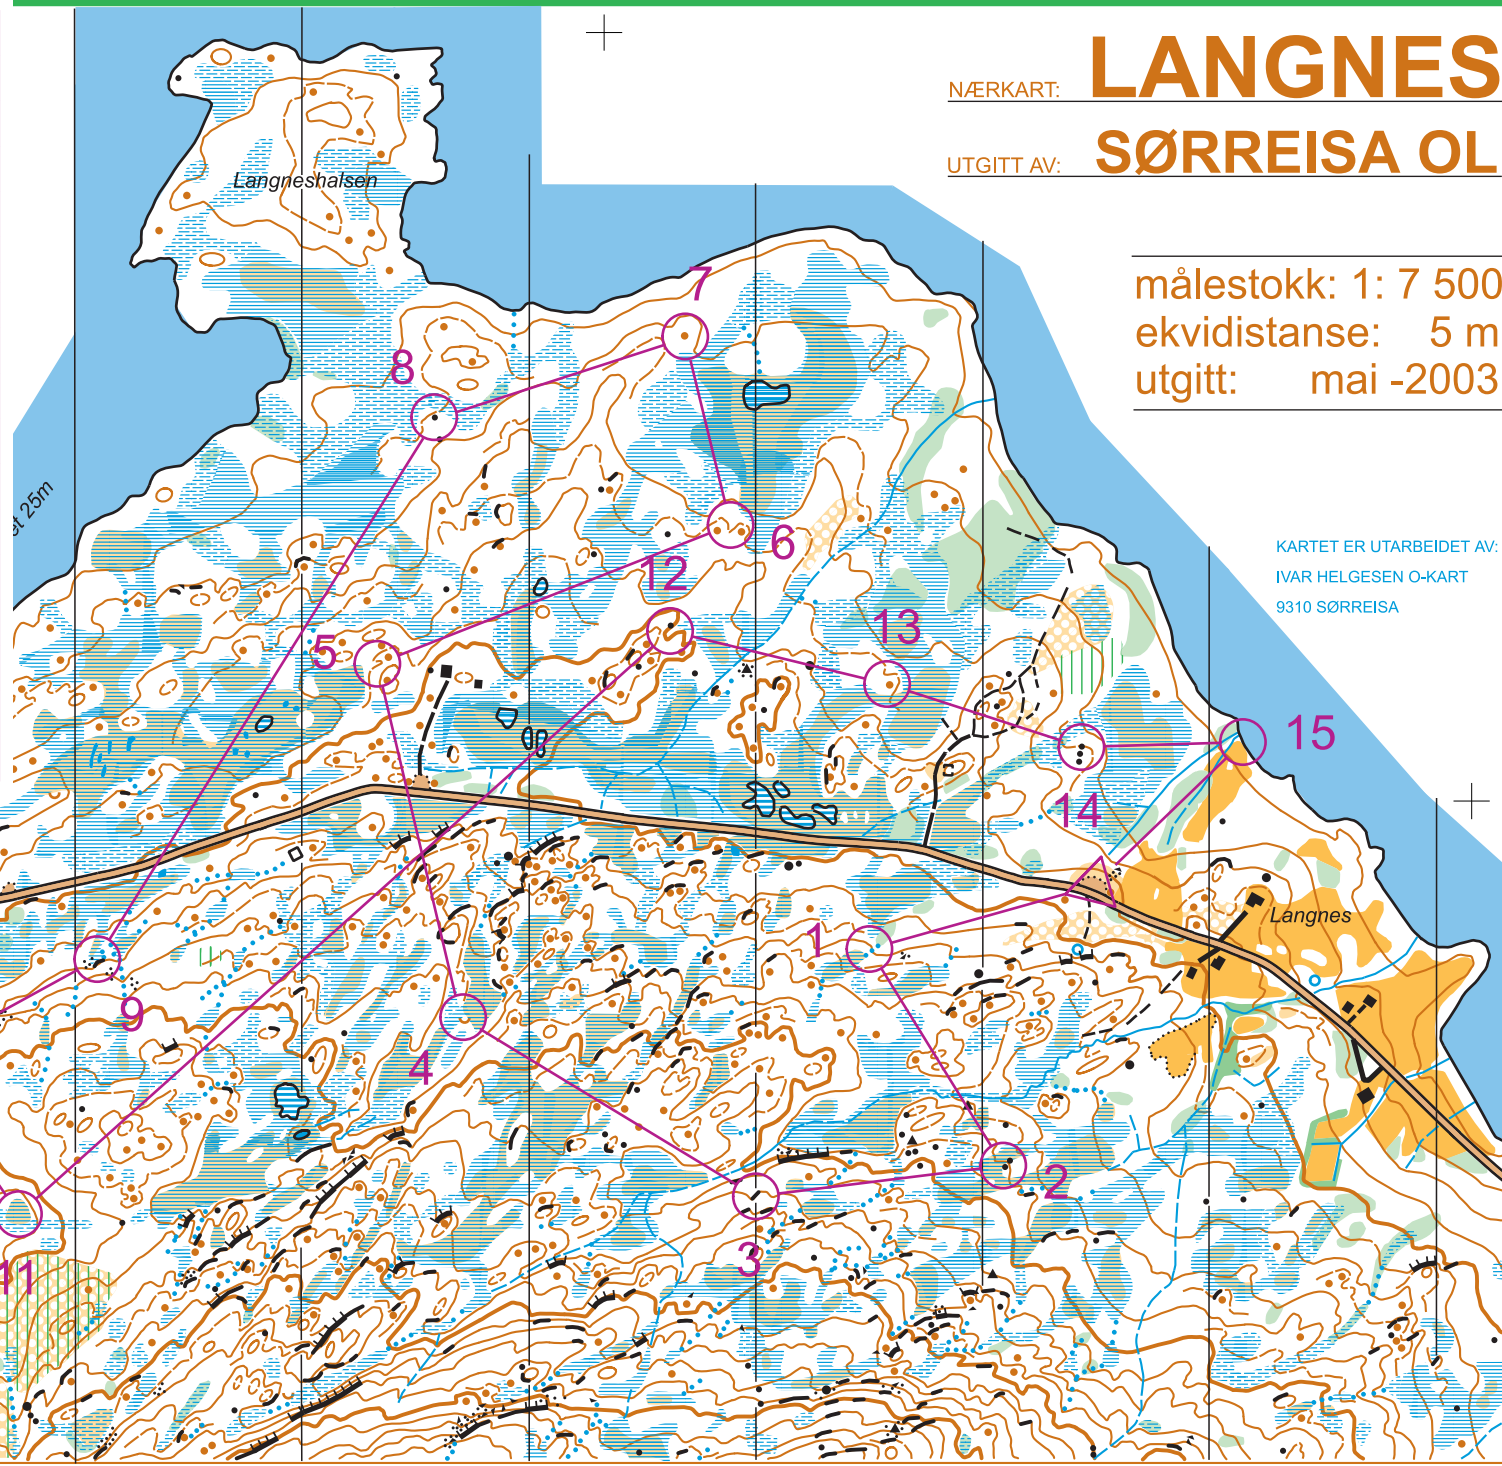 NÆRKART: LANGNES
UTGITT AV: SØRREISA OL
målestokk: 1: 7 500
ekvidistanse: 5 m
utgitt: mai -2003
KARTET ER UTARBEIDET AV:
IVAR HELGESEN O-KART
9310 SØRREISA
Langneshalsen
25m
7
8
6
12
5
13
15
14
Langnes
1
9
4
2
3
11